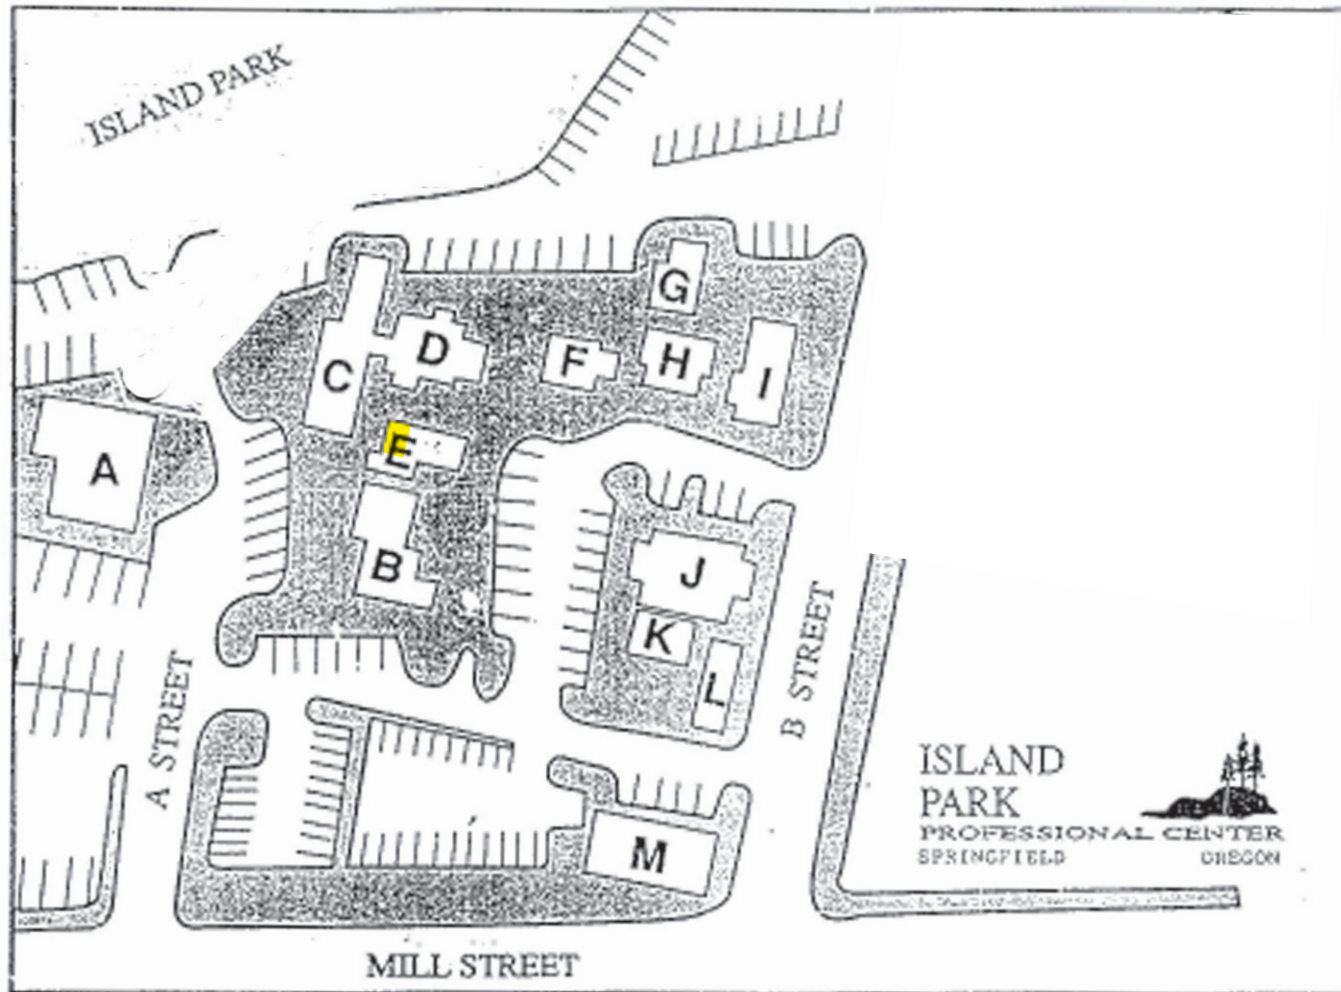 ISLAND PARK
G
D
F
H
C
I
E
A
J
B
K
L
B STREET
A STREET
M
ISLAND
PARK
PROFESSIONAL CENTER
SPRINGFIELD OREGON
MILL STREET